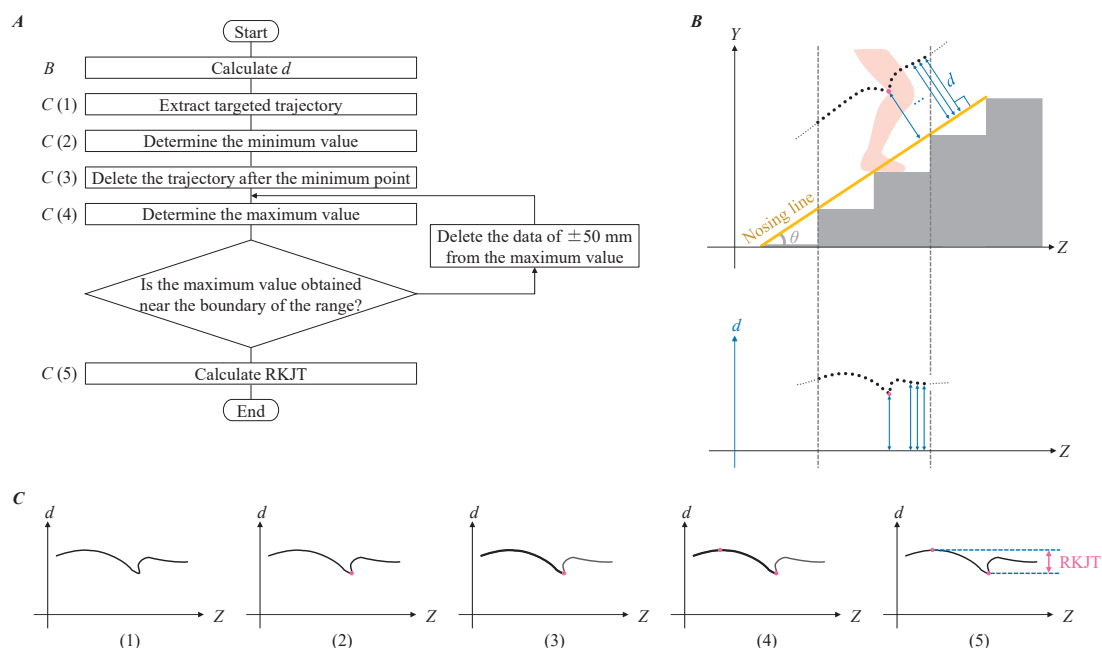 A
Start
B
Calculate d
C (1)
Extract targeted trajectory
C (2)
Determine the minimum value
C (3)
Delete the trajectory after the minimum point
C (4)
Determine the maximum value
Delete the data of ±50 mm
from the maximum value
Is the maximum value obtained
near the boundary of the range?
C (5)
Calculate RKJT
End
B
Y
d
...
Nosing line
θ
Z
d
Z
C
d
Z
(1)
d
Z
(2)
d
Z
(3)
d
Z
(4)
d
RKJT
Z
(5)